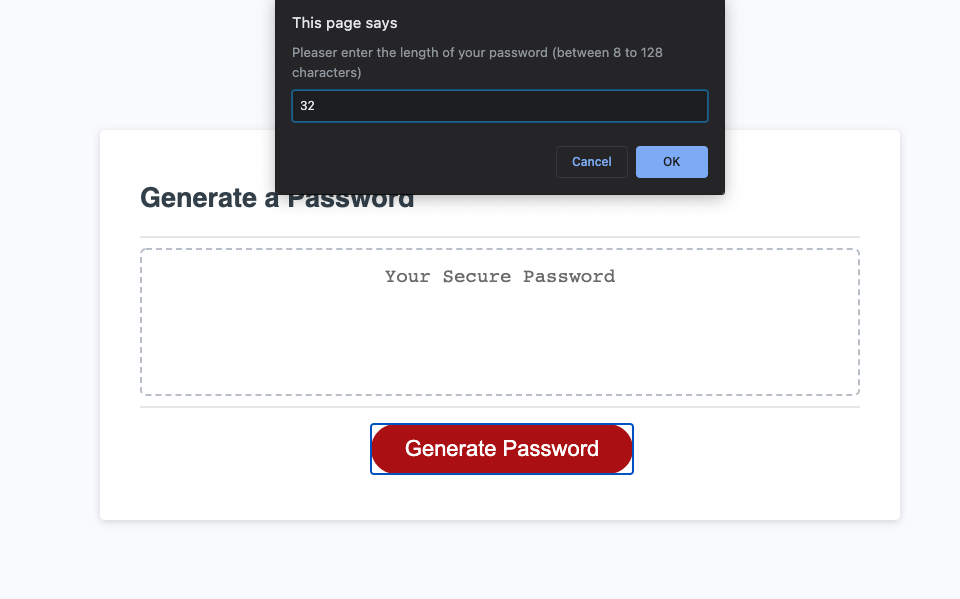 This page says
Pleaser enter the length of your password (between 8 to 128
characters)
32
Cancel
OK
Generate a Password
Your Secure Password
Generate Password